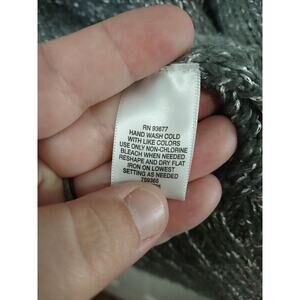 RN 93677
HAND WASH COLD
WITH LIKE COLORS
USE ONLY NON-CHLORINE
BLEACH WHEN NEEDED
RESHAPE AND DRY FLAT
IRON ON LOWEST
SETTING AS NEEDED
709365